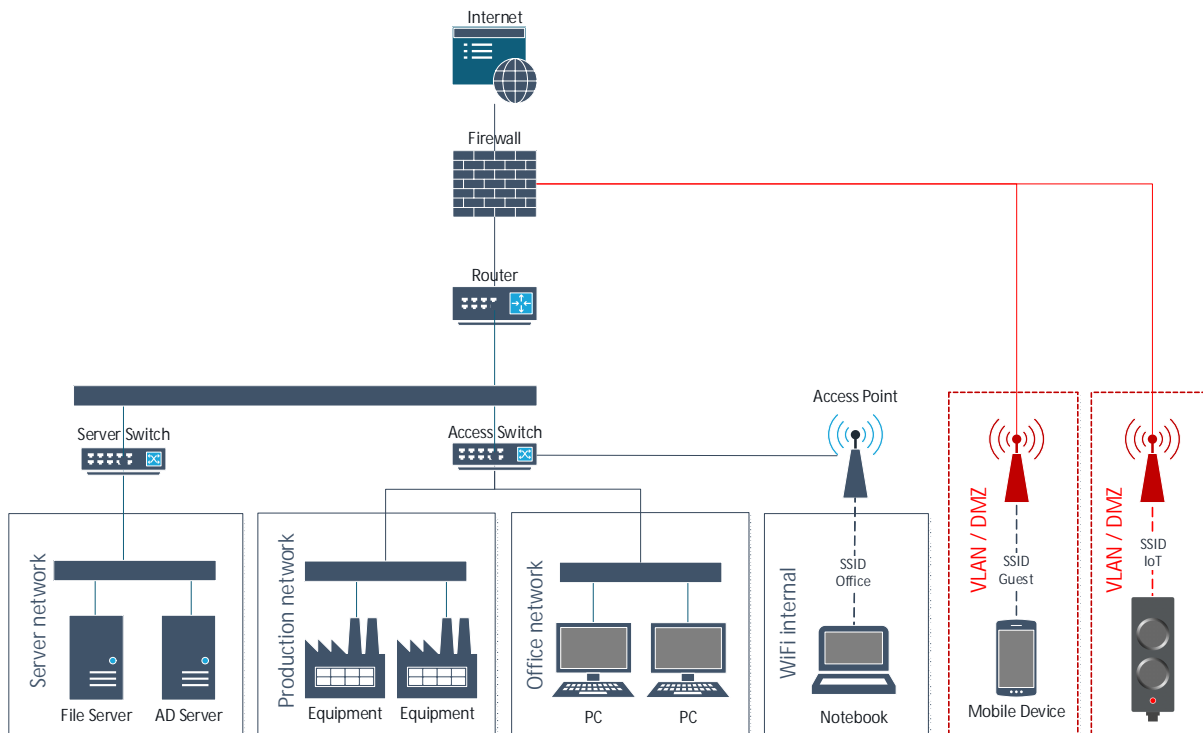 Internet
Firewall
Router
Server Switch
Access Switch
Access Point
Server network
File Server
AD Server
Production network
Equipment
Equipment
Office network
PC
PC
WiFi internal
SSID
Office
Notebook
VLAN / DMZ
SSID
Guest
Mobile Device
VLAN / DMZ
SSID
IoT